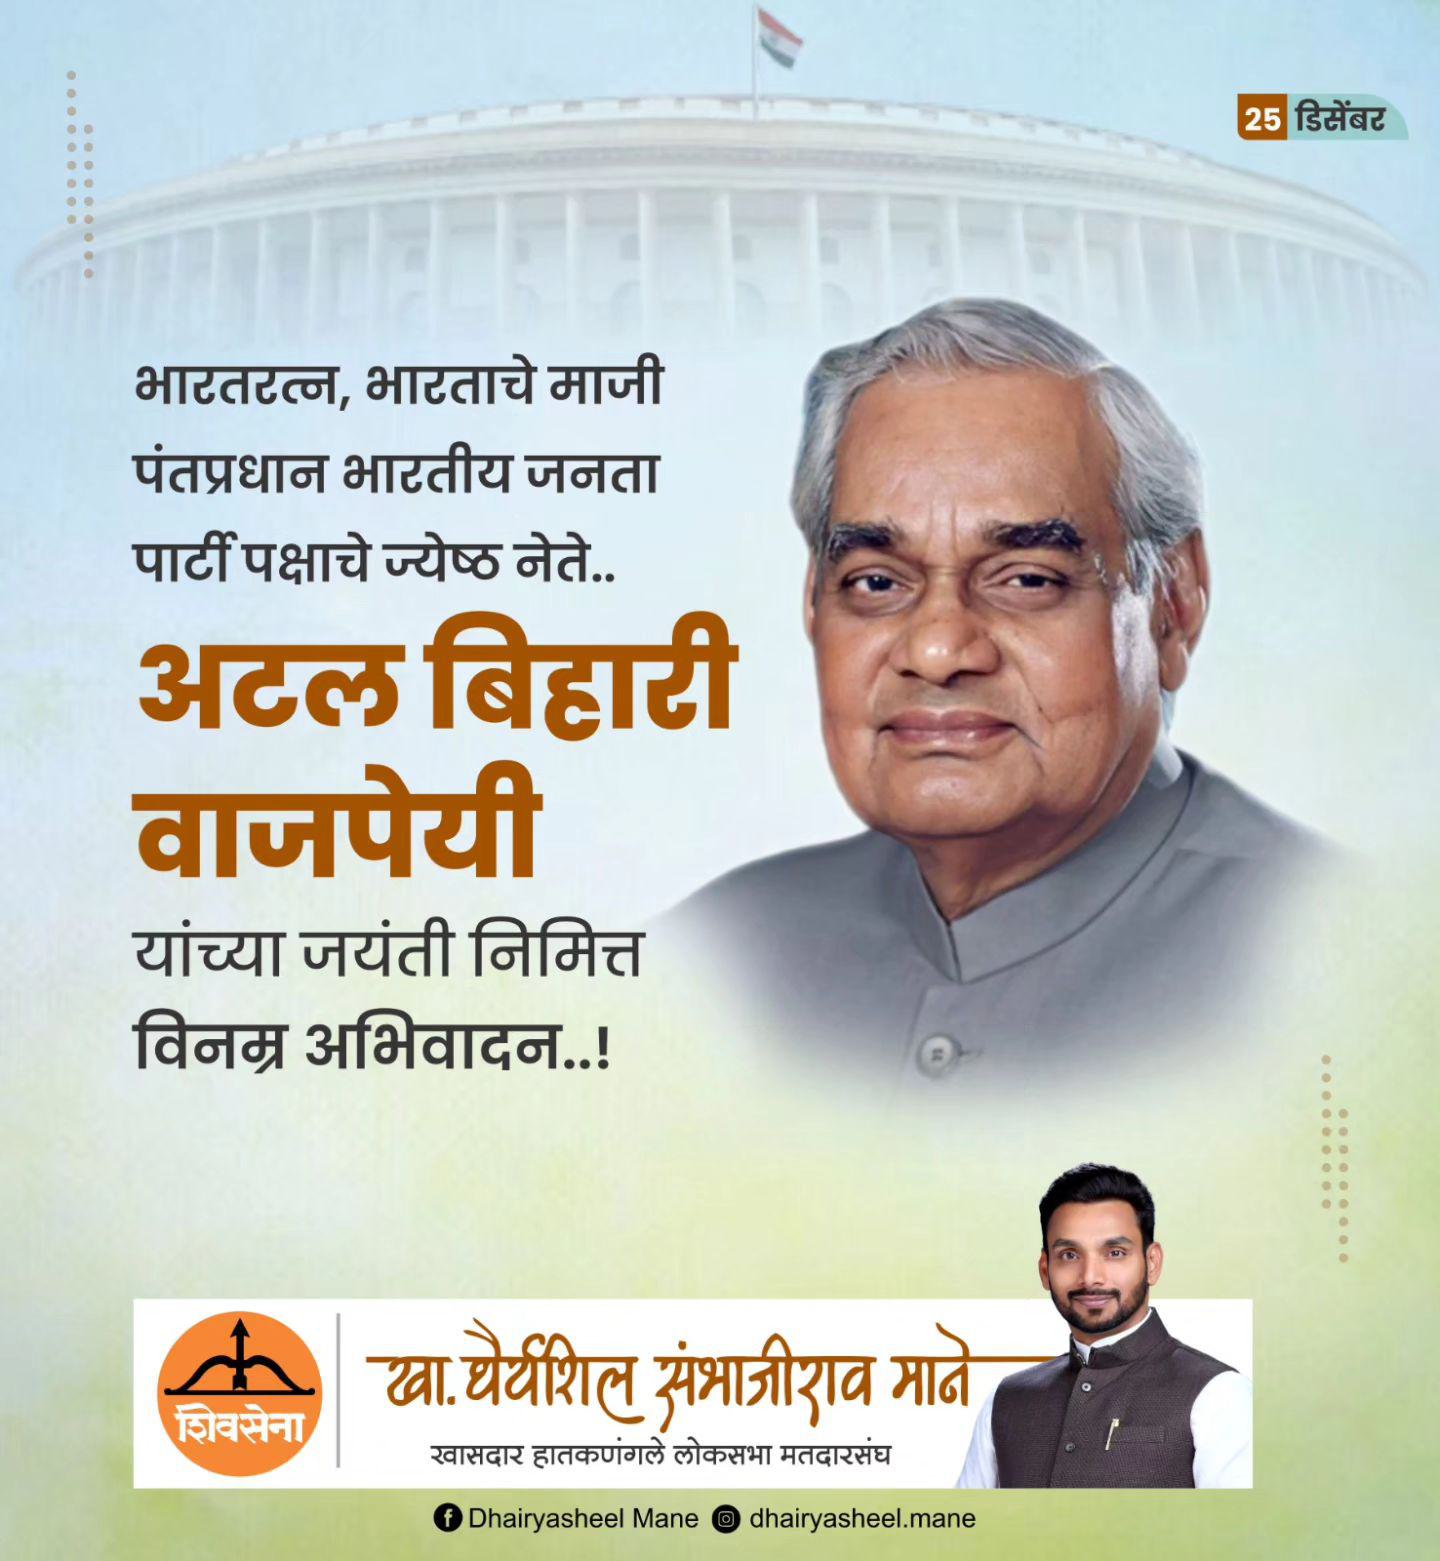 25 डिसेंबर
भारतरत्न, भारताचे माजी
पंतप्रधान भारतीय जनता
पार्टी पक्षाचे ज्येष्ठ नेते..
अटल बिहारी
वाजपेयी
यांच्या जयंती निमित्त
विनम्र अभिवादन..!
शिवसेना
खा. धैर्यशिल संभाजीराव माने
खासदार हातकणंगले लोकसभा मतदारसंघ
Dhairyasheel Mane dhairyasheel.mane